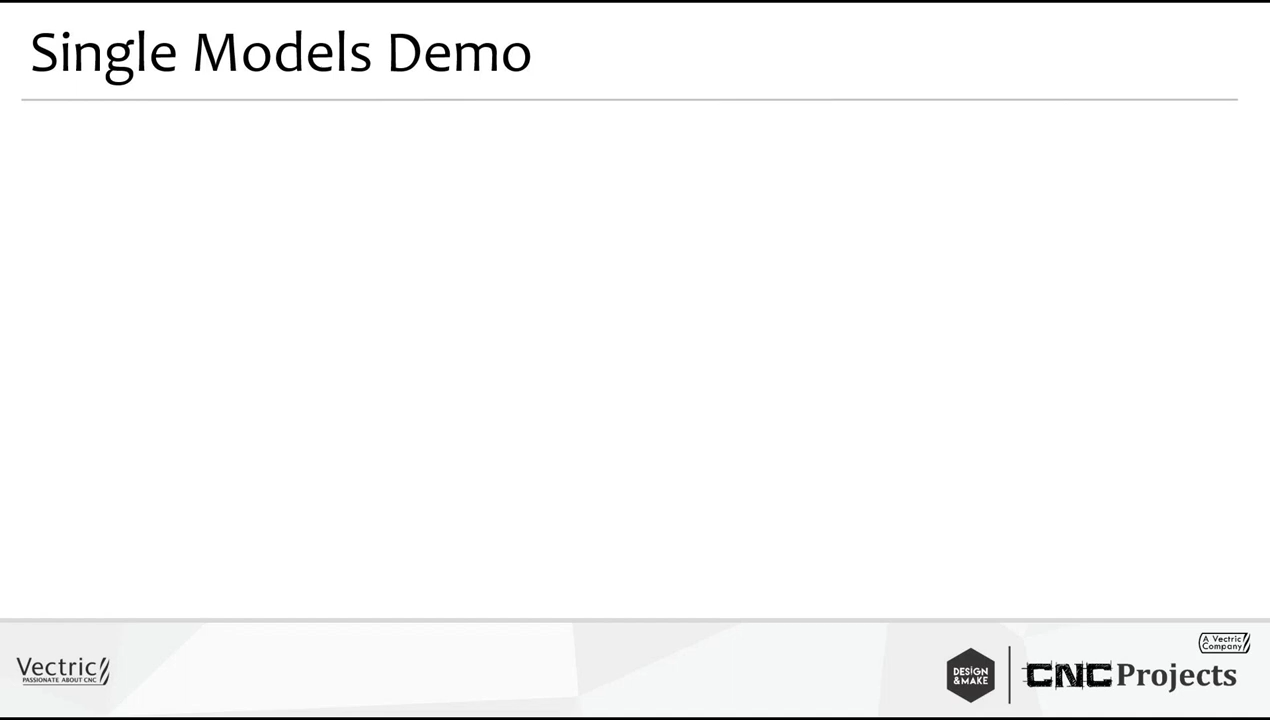 Single Models Demo
Vectric
PASSIONATE ABOUT CNC
DESIGN
&MAKE
A Vectric
Company
CNC Projects